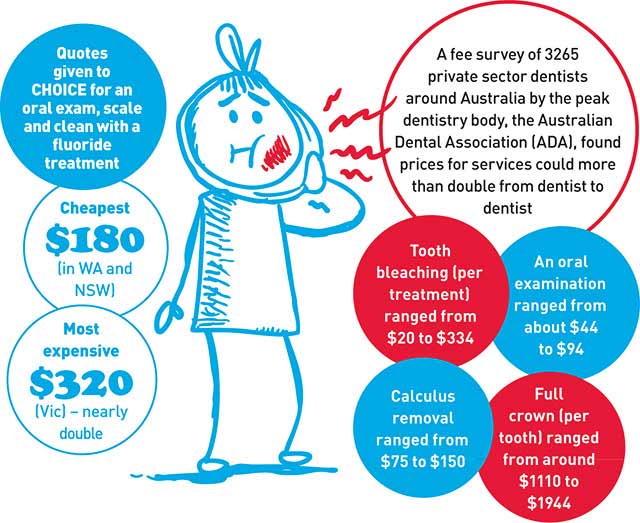 Quotes
given to
CHOICE for an
oral exam, scale
and clean with a
fluoride
treatment
Cheapest
$180
(in WA and
NSW)
Most
expensive
$320
(Vic) – nearly
double
A fee survey of 3265
private sector dentists
around Australia by the peak
dentistry body, the Australian
Dental Association (ADA), found
prices for services could more
than double from dentist to
dentist
Tooth
bleaching (per
treatment)
ranged from
$20 to $334
An oral
examination
ranged from
about $44
to $94
Calculus
removal
ranged from
$75 to $150
Full
crown (per
tooth) ranged
from around
$1110 to
$1944